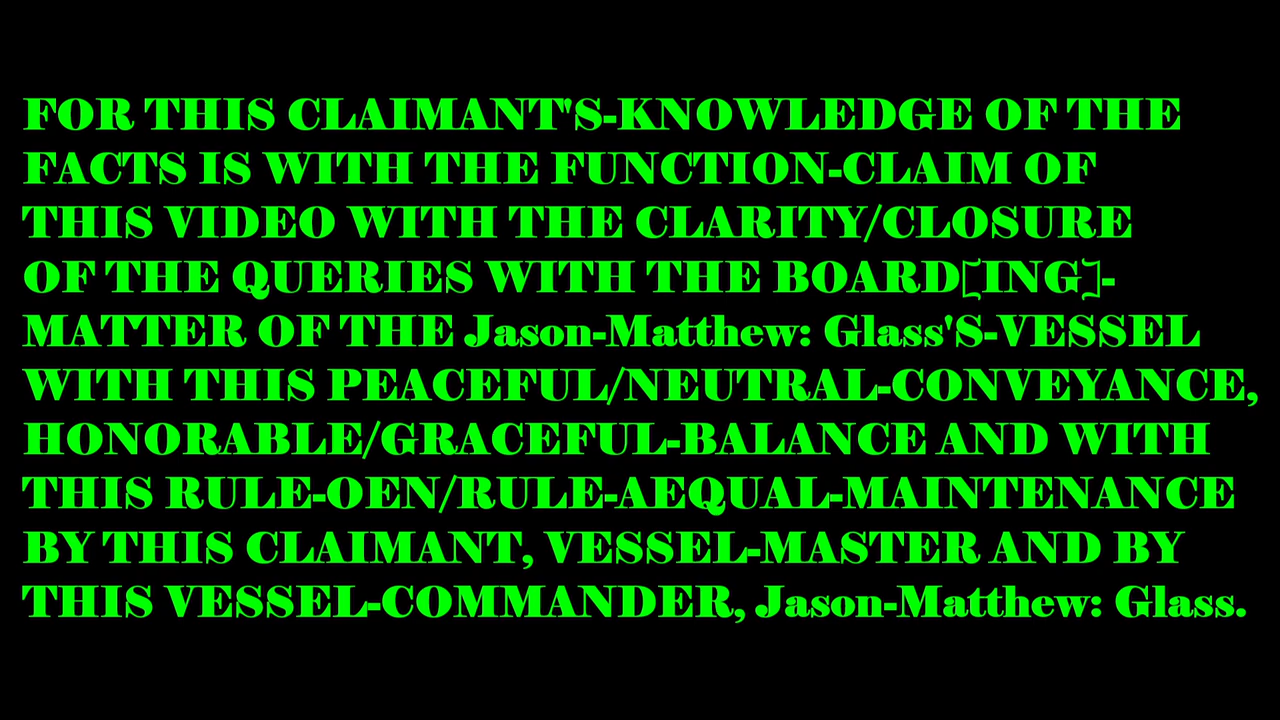 FOR THIS CLAIMANT'S-KNOWLEDGE OF THE
FACTS IS WITH THE FUNCTION-CLAIM OF
THIS VIDEO WITH THE CLARITY/CLOSURE
OF THE QUERIES WITH THE BOARD[ING]-
MATTER OF THE Jason-Matthew: Glass'S-VESSEL
WITH THIS PEACEFUL/NEUTRAL-CONVEYANCE,
HONORABLE/GRACEFUL-BALANCE AND WITH
THIS RULE-OEN/RULE-AEQUAL-MAINTENANCE
BY THIS CLAIMANT, VESSEL-MASTER AND BY
THIS VESSEL-COMMANDER, Jason-Matthew: Glass.